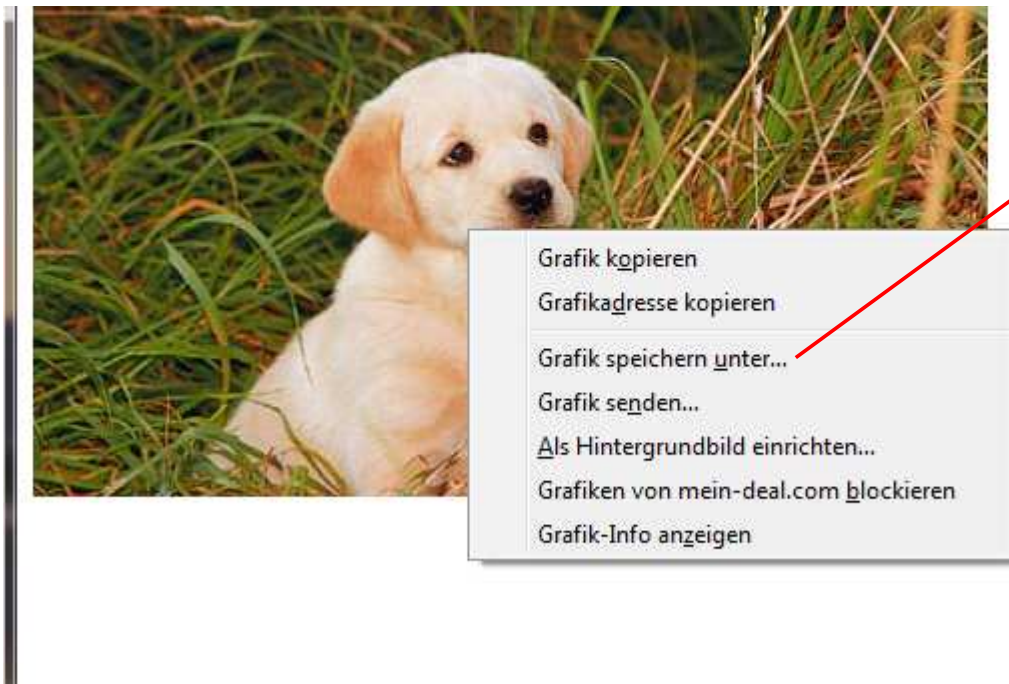 Grafik kopieren
Grafikadresse kopieren
Grafik speichern unter...
Grafik senden...
Als Hintergrundbild einrichten...
Grafiken von mein-deal.com blockieren
Grafik-Info anzeigen